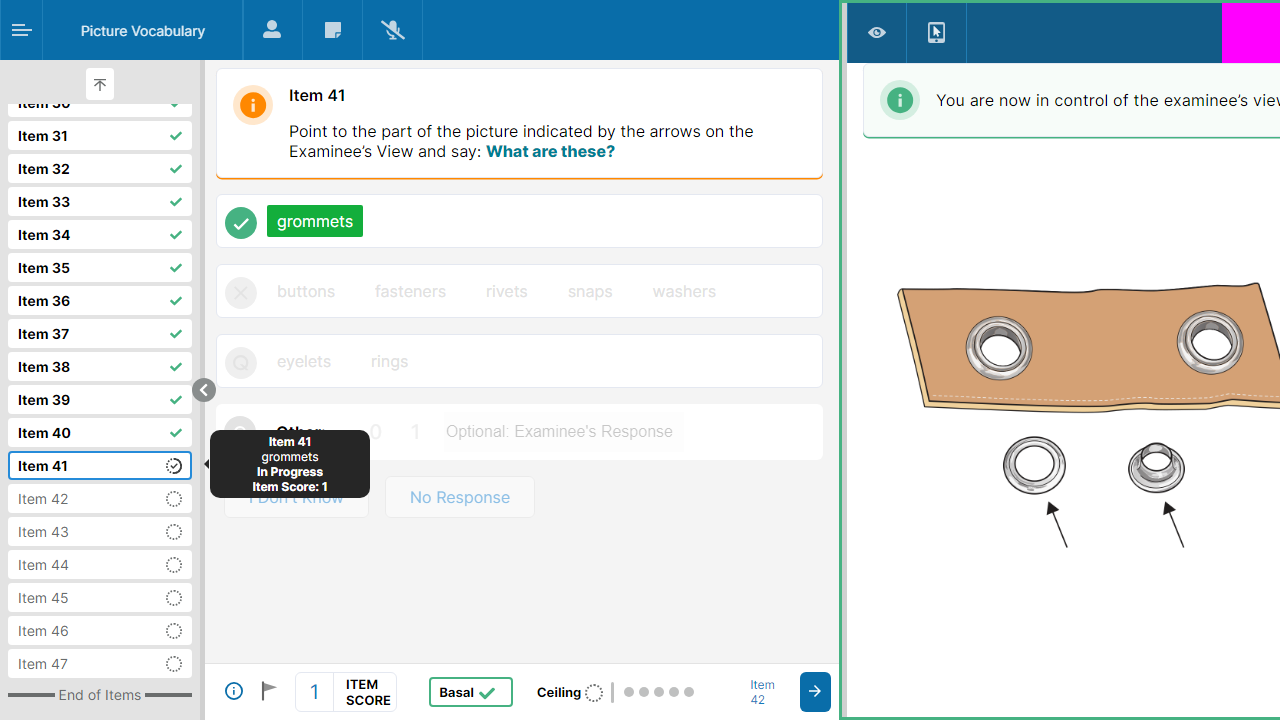 Picture Vocabulary
Item 30
Item 31
Item 32
Item 33
Item 34
Item 35
Item 36
Item 37
Item 38
Item 39
Item 40
Item 41
Item 42
Item 43
Item 44
Item 45
Item 46
Item 47
End of Items
Item 41
Point to the part of the picture indicated by the arrows on the
Examinee's View and say: What are these?
grommets
buttons fasteners rivets snaps washers
Q eyelets rings
Other 0 1 Optional: Examinee's Response
Item 41
grommets
In Progress
Item Score: 1
I Don't Know No Response
1 ITEM
SCORE
Basal
Ceiling
Item
42
You are now in control of the examinee's view